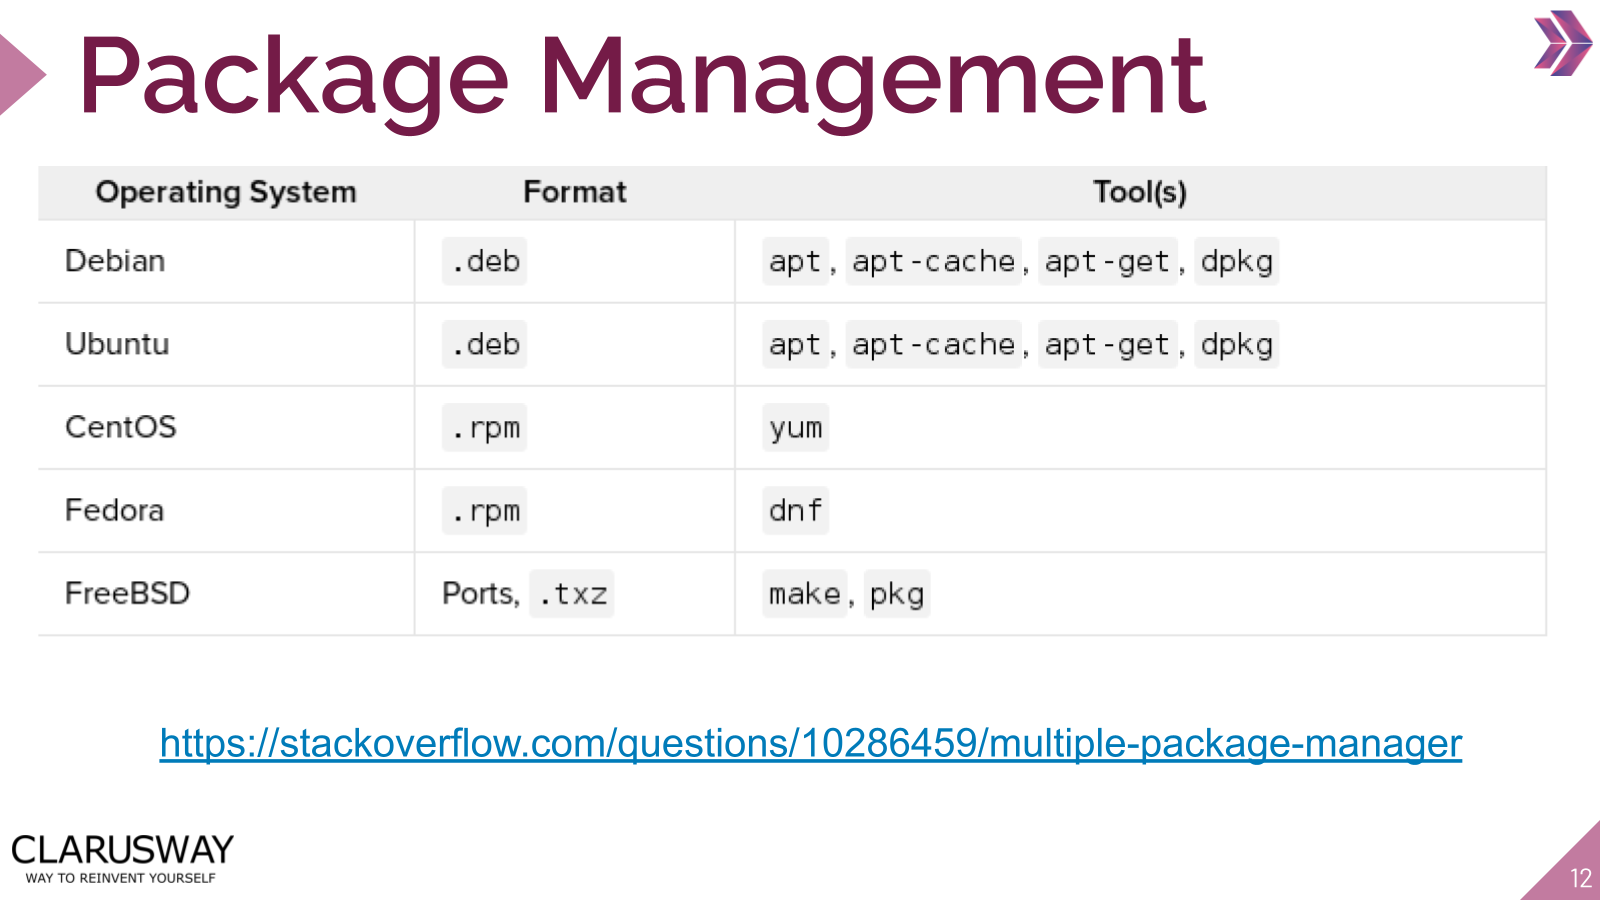 Package Management
Operating System Format Tool(s)
Debian .deb apt, apt-cache, apt-get, dpkg
Ubuntu .deb apt, apt-cache, apt-get, dpkg
CentOS .rpm yum
Fedora .rpm dnf
FreeBSD Ports, .txz make, pkg
https://stackoverflow.com/questions/10286459/multiple-package-manager
CLARUSWAY
WAY TO REINVENT YOURSELF
12